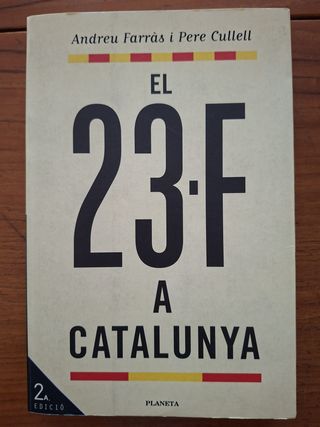 Andreu Farràs i Pere Cullell
EL
23·F
A
CATALUNYA
2A.
EDICIÓ
PLANETA